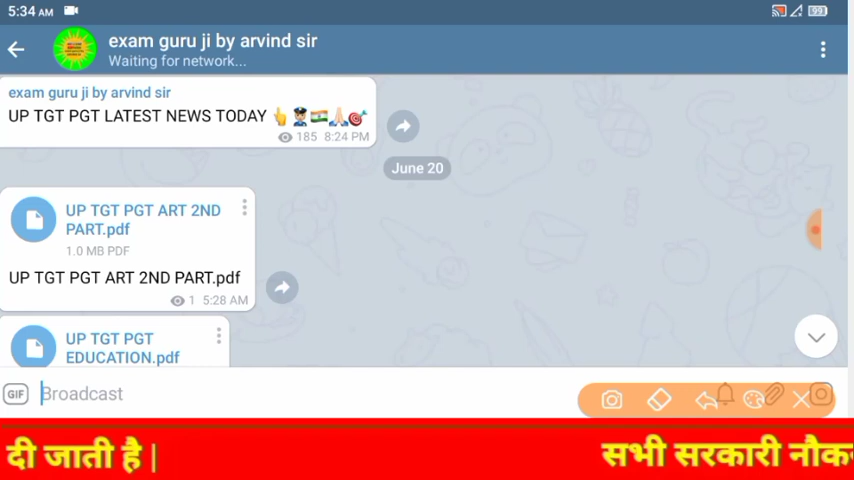 5:34 AM
99
exam guru ji by arvind sir
Waiting for network...
exam guru ji by arvind sir
UP TGT PGT LATEST NEWS TODAY 👆👮🇮🇳🙏🎯
185 8:24 PM
June 20
UP TGT PGT ART 2ND
PART.pdf
1.0 MB PDF
UP TGT PGT ART 2ND PART.pdf
1 5:28 AM
UP TGT PGT
EDUCATION.pdf
GIF Broadcast
दी जाती है | सभी सरकारी नौक